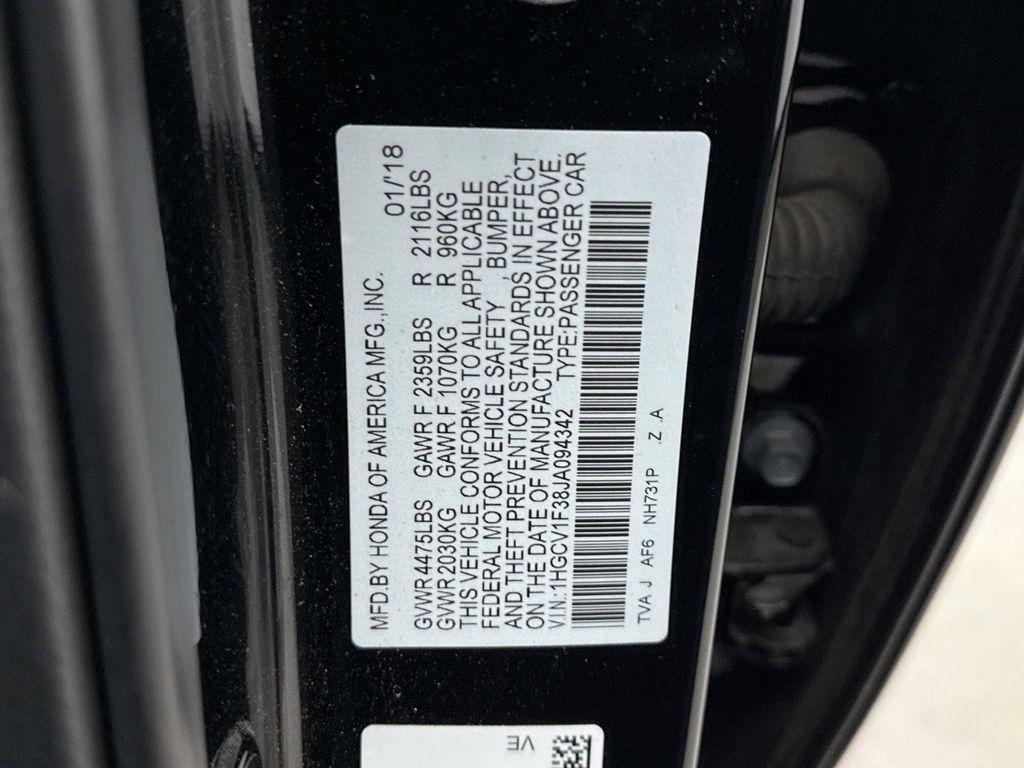 MFD.BY HONDA OF AMERICA MFG.,INC. 01/'18
GVWR 4475LBS GAWR F 2359LBS R 2116LBS
GVWR 2030KG GAWR F 1070KG R 960KG
THIS VEHICLE CONFORMS TO ALL APPLICABLE
FEDERAL MOTOR VEHICLE SAFETY , BUMPER,
AND THEFT PREVENTION STANDARDS IN EFFECT
ON THE DATE OF MANUFACTURE SHOWN ABOVE.
V.I.N.:1HGCV1F38JA094342 TYPE:PASSENGER CAR
TVA J AF6 NH731P .Z .A
VE